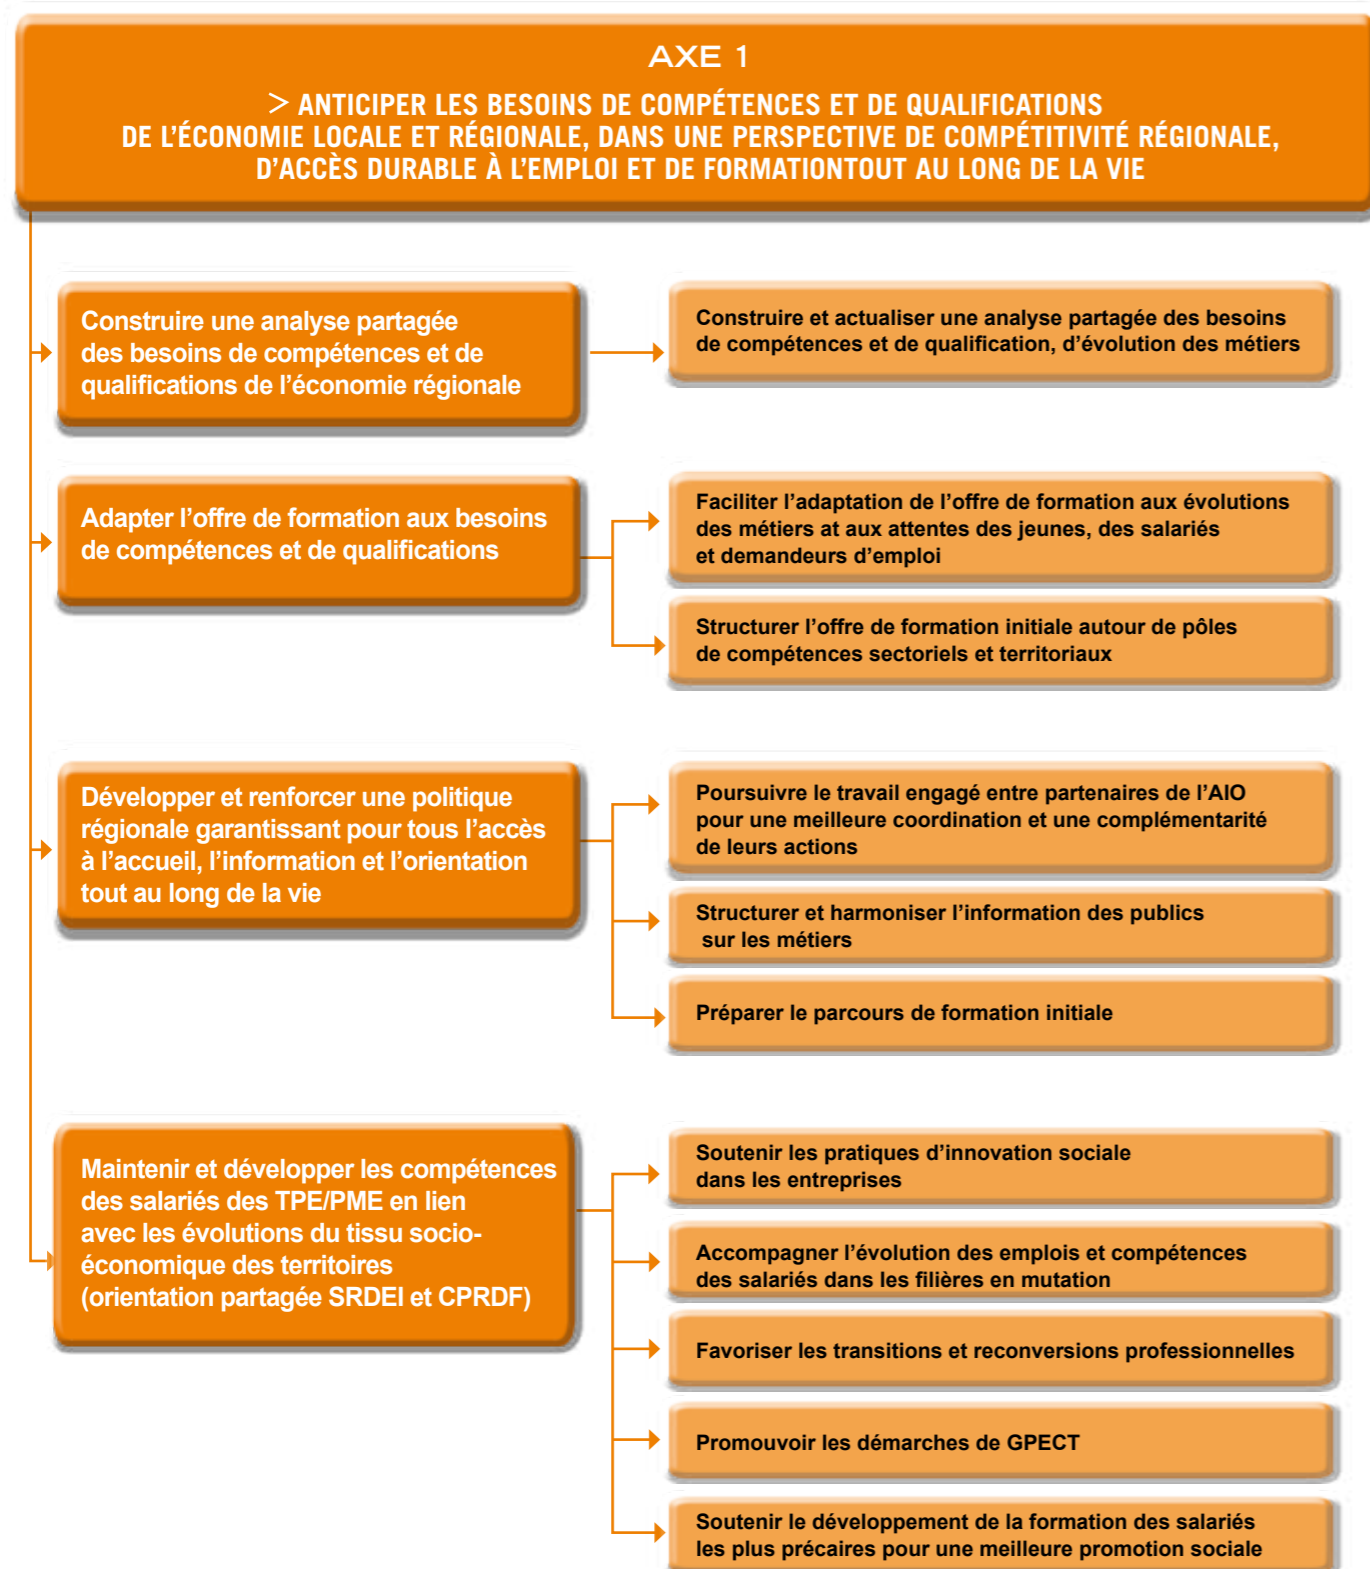 AXE 1
> ANTICIPER LES BESOINS DE COMPÉTENCES ET DE QUALIFICATIONS
DE L’ÉCONOMIE LOCALE ET RÉGIONALE, DANS UNE PERSPECTIVE DE COMPÉTITIVITÉ RÉGIONALE,
D’ACCÈS DURABLE À L’EMPLOI ET DE FORMATIONTOUT AU LONG DE LA VIE
Construire une analyse partagée
des besoins de compétences et de
qualifications de l’économie régionale
Construire et actualiser une analyse partagée des besoins
de compétences et de qualification, d’évolution des métiers
Adapter l’offre de formation aux besoins
de compétences et de qualifications
Faciliter l’adaptation de l’offre de formation aux évolutions
des métiers at aux attentes des jeunes, des salariés
et demandeurs d’emploi
Structurer l’offre de formation initiale autour de pôles
de compétences sectoriels et territoriaux
Développer et renforcer une politique
régionale garantissant pour tous l’accès
à l’accueil, l’information et l’orientation
tout au long de la vie
Poursuivre le travail engagé entre partenaires de l’AIO
pour une meilleure coordination et une complémentarité
de leurs actions
Structurer et harmoniser l’information des publics
sur les métiers
Préparer le parcours de formation initiale
Maintenir et développer les compétences
des salariés des TPE/PME en lien
avec les évolutions du tissu socio-
économique des territoires
(orientation partagée SRDEI et CPRDF)
Soutenir les pratiques d’innovation sociale
dans les entreprises
Accompagner l’évolution des emplois et compétences
des salariés dans les filières en mutation
Favoriser les transitions et reconversions professionnelles
Promouvoir les démarches de GPECT
Soutenir le développement de la formation des salariés
les plus précaires pour une meilleure promotion sociale